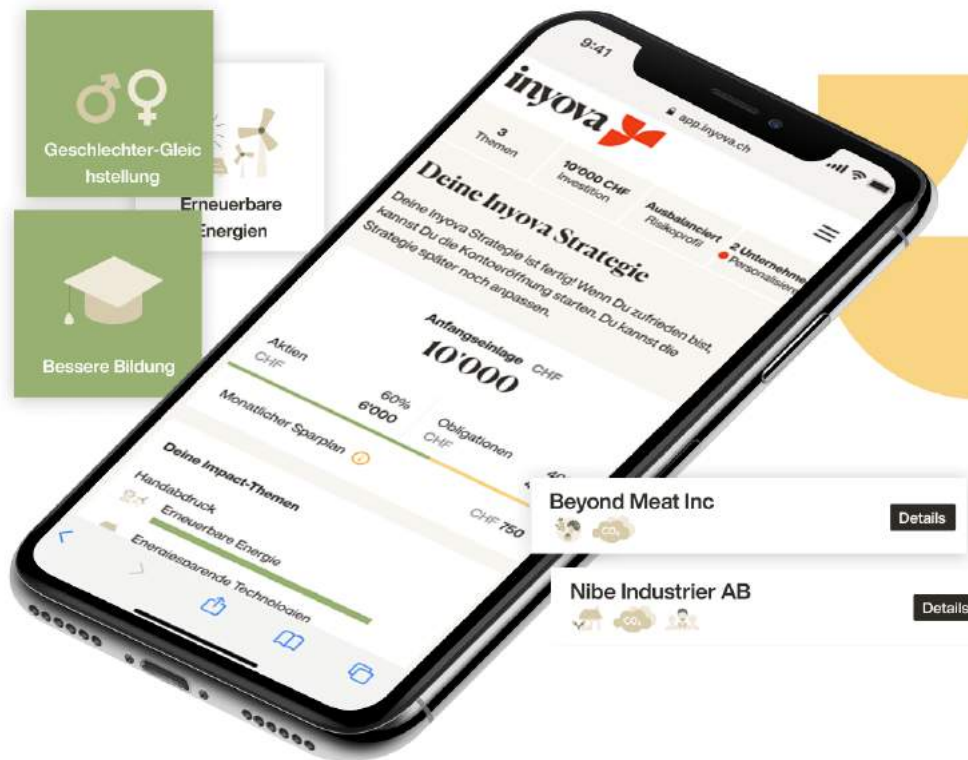 Geschlechter-Gleic
hstellung
Erneuerbare
Energien
Bessere Bildung
9:41
app.inyova.ch
inyova
3
Themen
10'000 CHF
Investition
Ausbalanciert
Risikoprofil
2 Unternehme
Personalisier
Deine Inyova Strategie
Deine Inyova Strategie ist fertig! Wenn Du zufrieden bist,
kannst Du die Kontoeröffnung starten. Du kannst die
Strategie später noch anpassen.
Anfangseinlage CHF
10'000
Aktien
CHF
60%
6'000
Obligationen
CHF
Monatlicher Sparplan
CHF 750
Deine Impact-Themen
Handabdruck
Erneuerbare Energie
Energiesparende Technologien
Beyond Meat Inc
CO₂
Details
Nibe Industrier AB
CO₂
Details